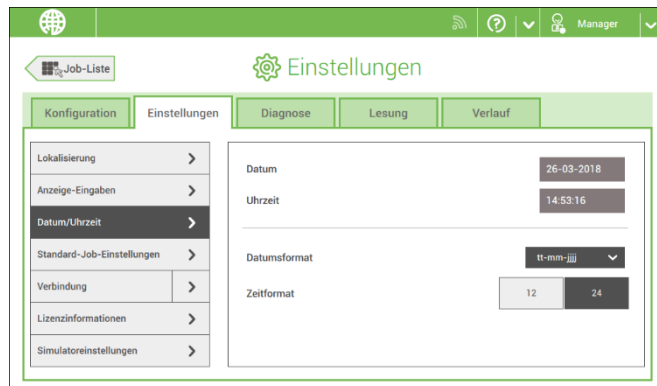 Manager
Job-Liste
Einstellungen
Konfiguration
Einstellungen
Diagnose
Lesung
Verlauf
Lokalisierung
Anzeige-Eingaben
Datum/Uhrzeit
Standard-Job-Einstellungen
Verbindung
Lizenzinformationen
Simulatoreinstellungen
Datum
26-03-2018
Uhrzeit
14:53:16
Datumsformat
tt-mm-jjjj
Zeitformat
12
24